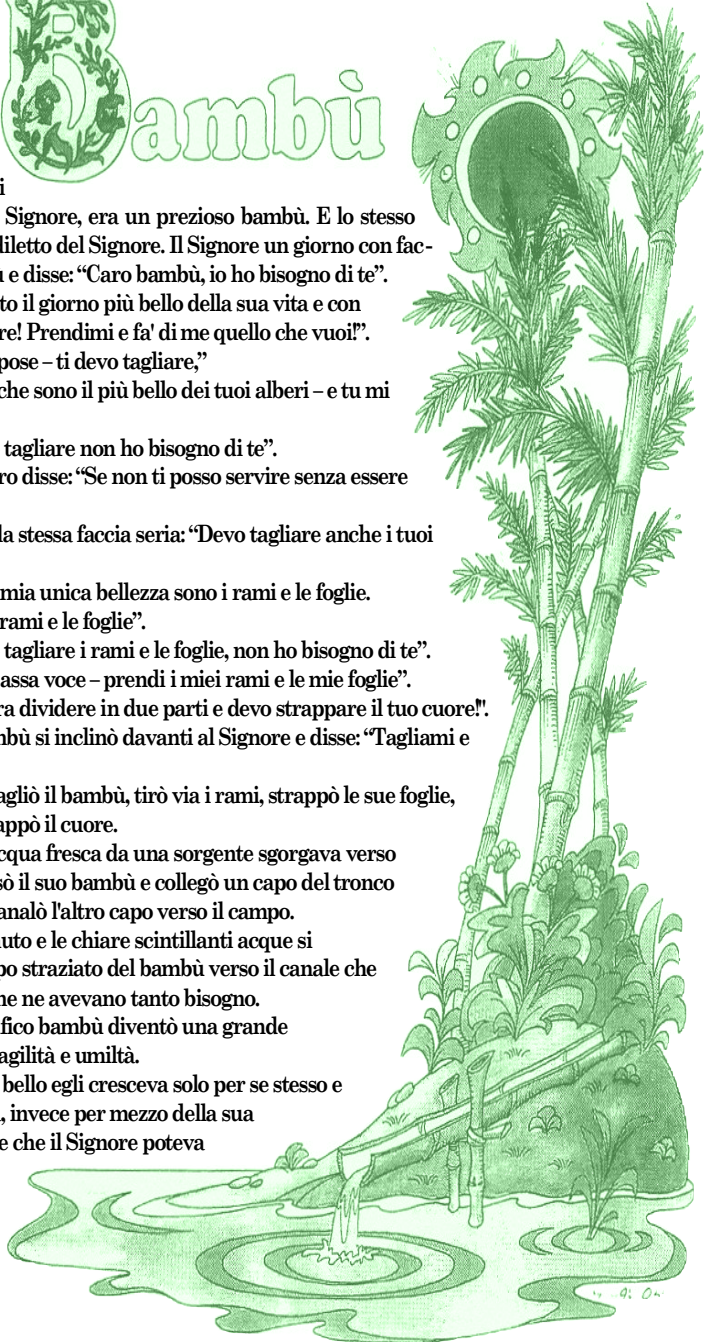 Bambù
i
Signore, era un prezioso bambù. E lo stesso
diletto del Signore. Il Signore un giorno con fac-
e disse: “Caro bambù, io ho bisogno di te”.
to il giorno più bello della sua vita e con
re! Prendimi e fa' di me quello che vuoi!”.
pose – ti devo tagliare,”
che sono il più bello dei tuoi alberi – e tu mi
tagliare non ho bisogno di te”.
ro disse: “Se non ti posso servire senza essere
la stessa faccia seria: “Devo tagliare anche i tuoi
mia unica bellezza sono i rami e le foglie.
rami e le foglie”.
tagliare i rami e le foglie, non ho bisogno di te”.
assa voce – prendi i miei rami e le mie foglie”.
ra dividere in due parti e devo strappare il tuo cuore!".
mbù si inclinò davanti al Signore e disse: “Tagliami e
agliò il bambù, tirò via i rami, strappò le sue foglie,
appò il cuore.
cqua fresca da una sorgente sgorgava verso
sò il suo bambù e collegò un capo del tronco
analò l'altro capo verso il campo.
uto e le chiare scintillanti acque si
po straziato del bambù verso il canale che
he ne avevano tanto bisogno.
ifico bambù diventò una grande
agilità e umiltà.
bello egli cresceva solo per se stesso e
, invece per mezzo della sua
e che il Signore poteva